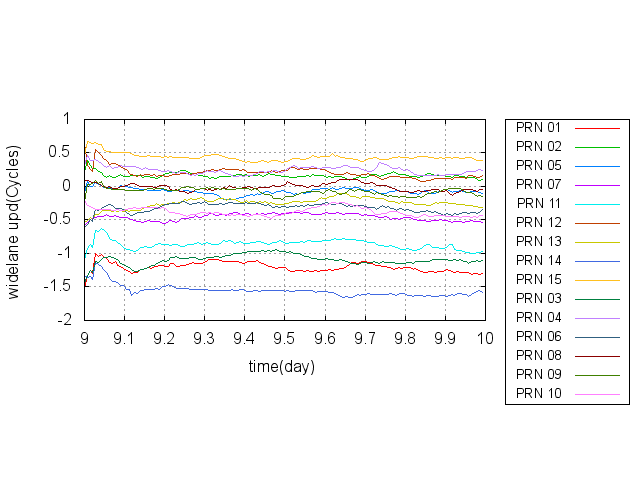 1
0.5
0
-0.5
-1
-1.5
-2
widelane upd(Cycles)
9 9.1 9.2 9.3 9.4 9.5 9.6 9.7 9.8 9.9 10
time(day)
PRN 01
PRN 02
PRN 05
PRN 07
PRN 11
PRN 12
PRN 13
PRN 14
PRN 15
PRN 03
PRN 04
PRN 06
PRN 08
PRN 09
PRN 10